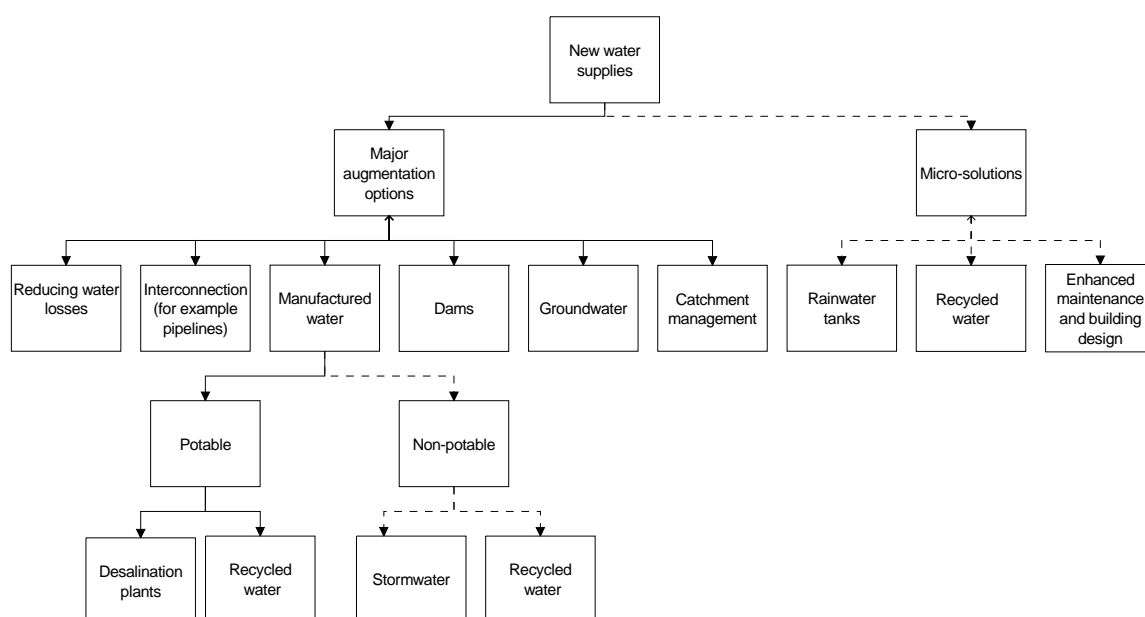 New water
supplies
Major
augmentation
options
Micro-solutions
Reducing water
losses
Interconnection
(for example
pipelines)
Manufactured
water
Dams
Groundwater
Catchment
management
Rainwater
tanks
Recycled
water
Enhanced
maintenance
and building
design
Potable
Non-potable
Desalination
plants
Recycled
water
Stormwater
Recycled
water